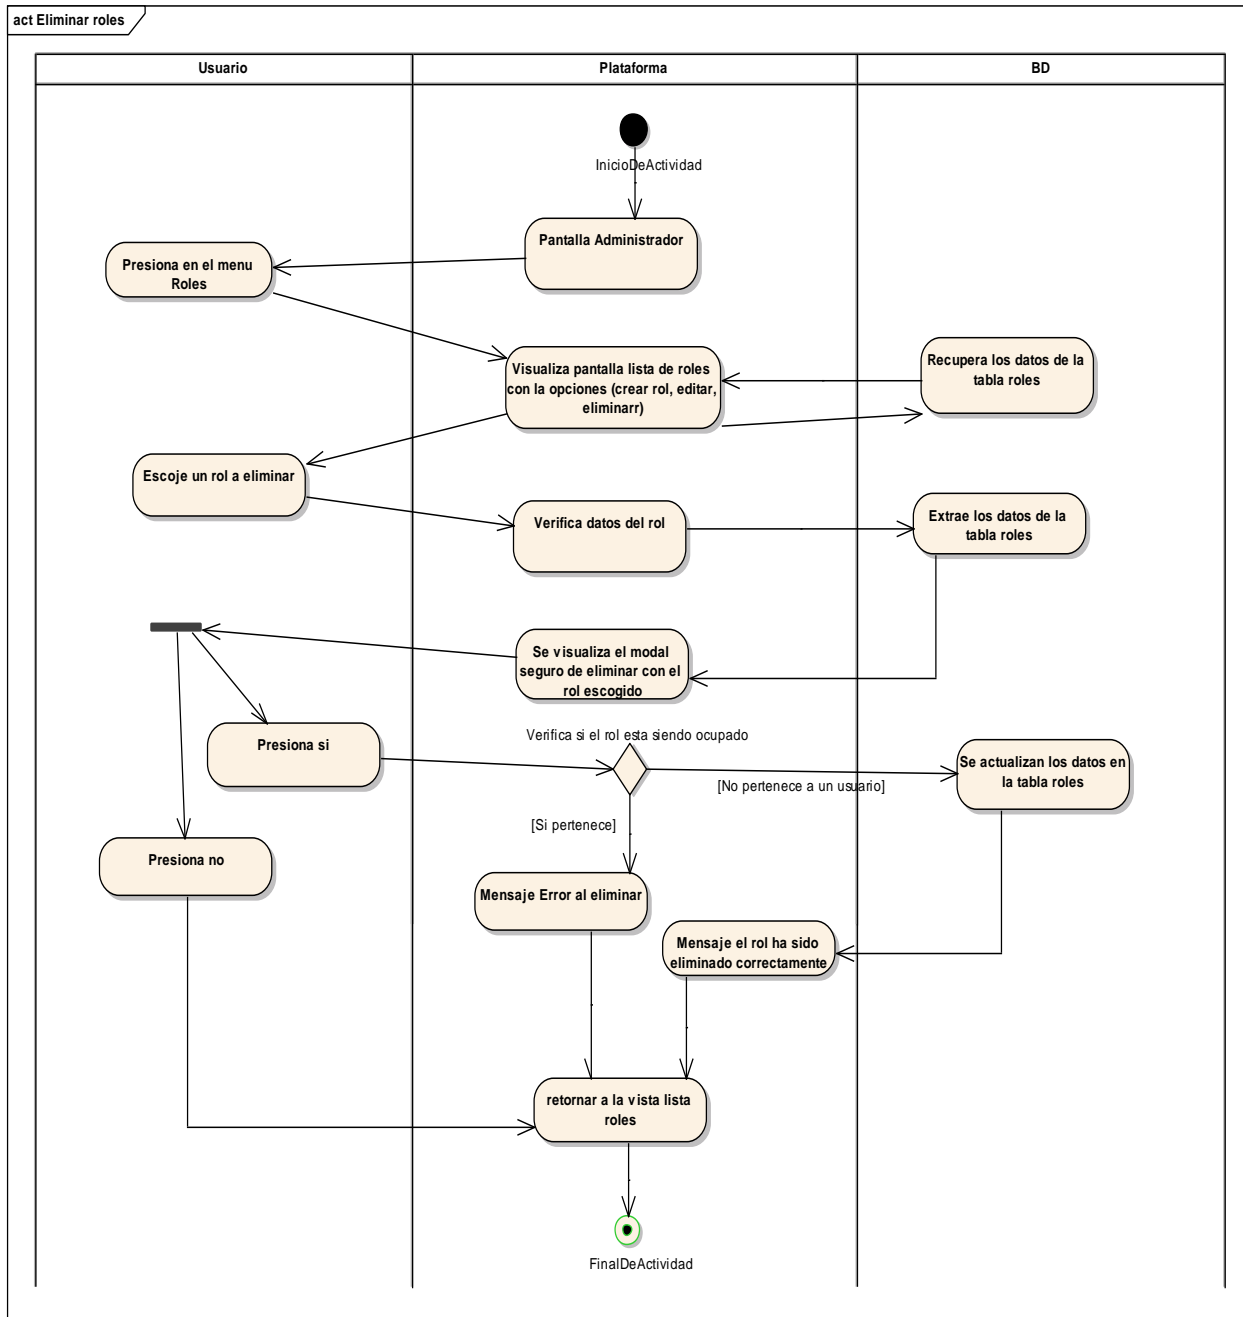 act Eliminar roles
Usuario
Plataforma
BD
InicioDeActividad
Pantalla Administrador
Presiona en el menu
Roles
Visualiza pantalla lista de roles
con la opciones (crear rol, editar,
eliminarr)
Recupera los datos de la
tabla roles
Escoje un rol a eliminar
Verifica datos del rol
Extrae los datos de la
tabla roles
Se visualiza el modal
seguro de eliminar con el
rol escogido
Presiona si
Verifica si el rol esta siendo ocupado
[No pertenece a un usuario]
Se actualizan los datos en
la tabla roles
[Si pertenece]
Presiona no
Mensaje Error al eliminar
Mensaje el rol ha sido
eliminado correctamente
retornar a la vista lista
roles
FinalDeActividad